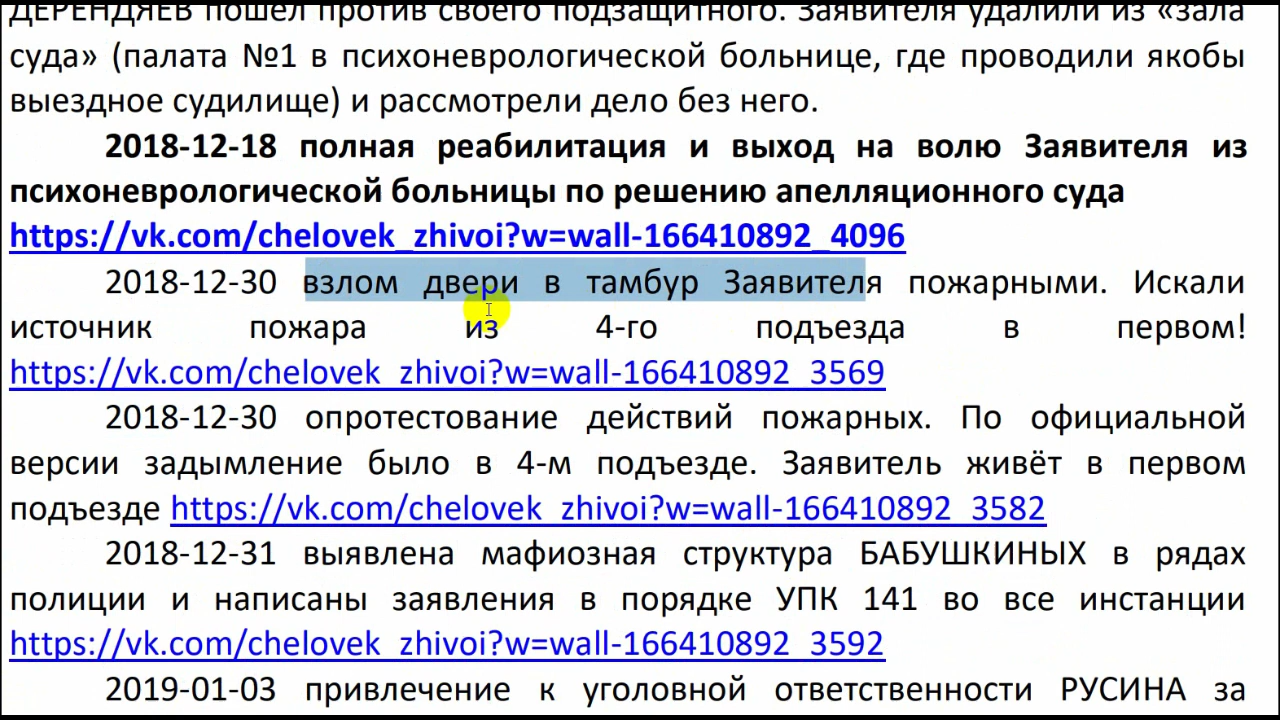 ДЕРЕНДЯЕВ пошёл против своего подзащитного. Заявителя удалили из «зала
суда» (палата №1 в психоневрологической больнице, где проводили якобы
выездное судилище) и рассмотрели дело без него.
2018-12-18 полная реабилитация и выход на волю Заявителя из
психоневрологической больницы по решению апелляционного суда
https://vk.com/chelovek_zhivoi?w=wall-166410892_4096
2018-12-30 взлом двери в тамбур Заявителя пожарными. Искали
источник пожара из 4-го подъезда в первом!
https://vk.com/chelovek_zhivoi?w=wall-166410892_3569
2018-12-30 опротестование действий пожарных. По официальной
версии задымление было в 4-м подъезде. Заявитель живёт в первом
подъезде https://vk.com/chelovek_zhivoi?w=wall-166410892_3582
2018-12-31 выявлена мафиозная структура БАБУШКИНЫХ в рядах
полиции и написаны заявления в порядке УПК 141 во все инстанции
https://vk.com/chelovek_zhivoi?w=wall-166410892_3592
2019-01-03 привлечение к уголовной ответственности РУСИНА за